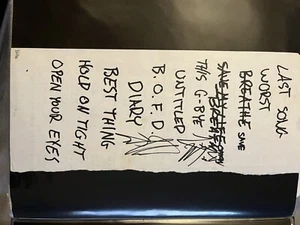 LAST SONG
WORST
BREATHE
THIS G-BYE
UNTITLED
B.O.F.D.
DIARY
BEST THING
HOLD ON TIGHT
OPEN YOUR EYES